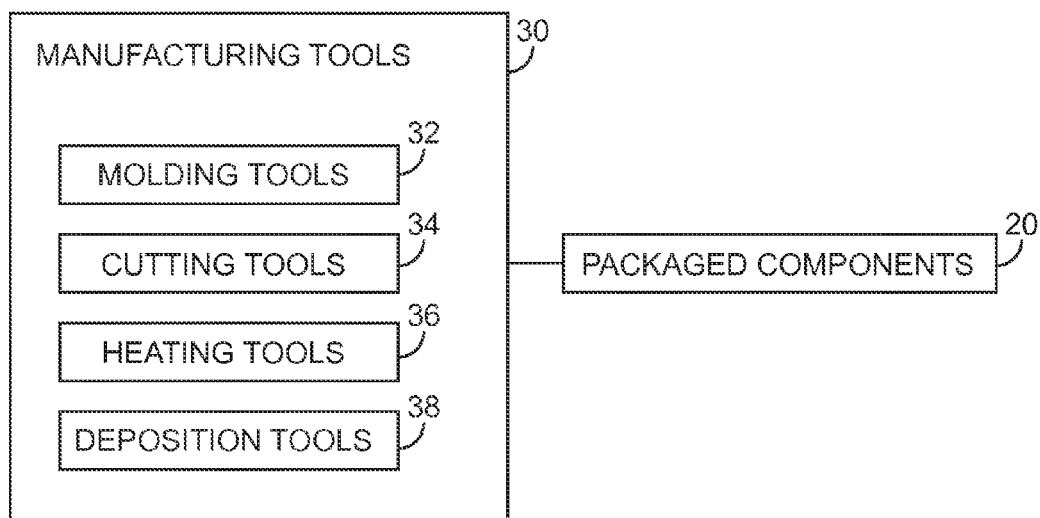 MANUFACTURING TOOLS
30
32
MOLDING TOOLS
34
CUTTING TOOLS
36
HEATING TOOLS
38
DEPOSITION TOOLS
20
PACKAGED COMPONENTS